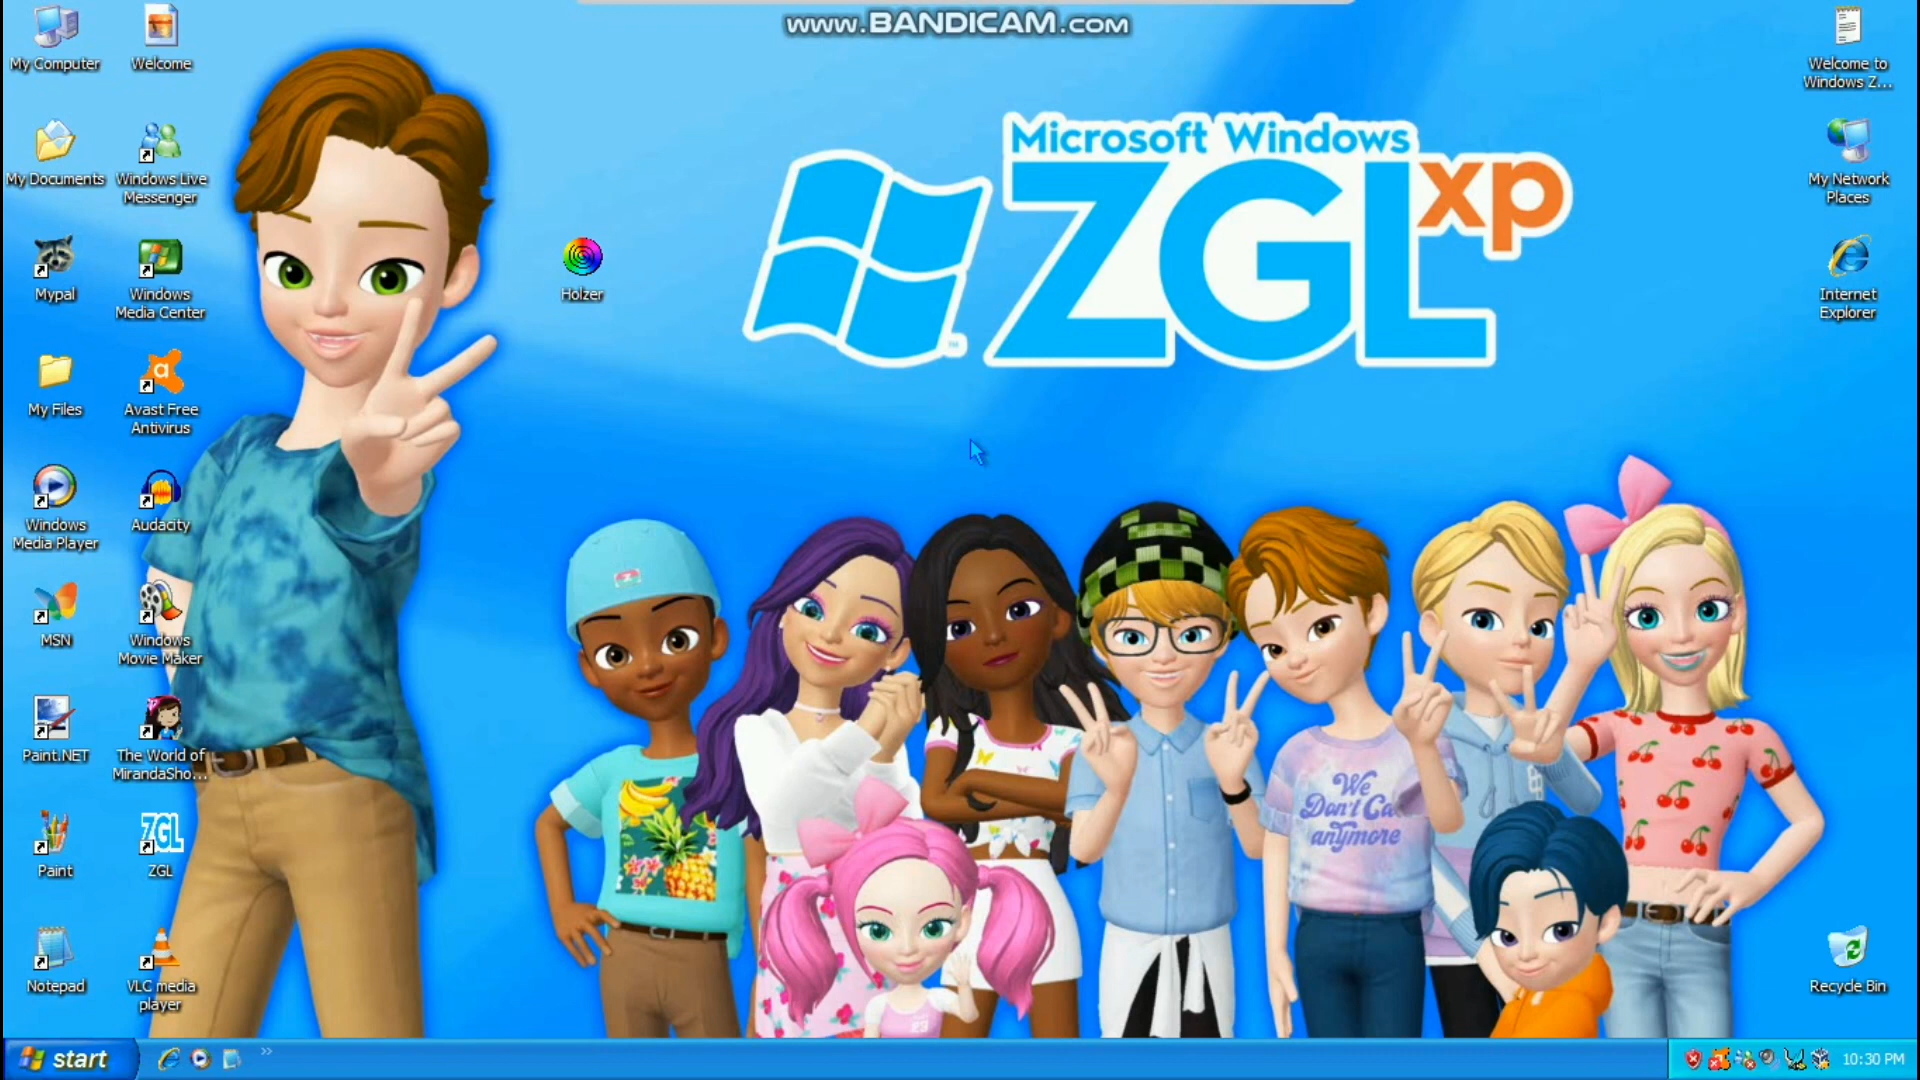 www.BANDICAM.com
My Computer
Welcome
My Documents
Windows Live
Messenger
Mypal
Windows
Media Center
My Files
Avast Free
Antivirus
Windows
Media Player
Audacity
MSN
Windows
Movie Maker
Paint.NET
The World of
MirandaSho...
Paint
ZGL
ZGL
Notepad
VLC media
player
Holzer
Microsoft Windows
ZGL xp
TM
We
Don't Ca
anymore
23
Welcome to
Windows Z...
My Network
Places
Internet
Explorer
Recycle Bin
start
»
10:30 PM